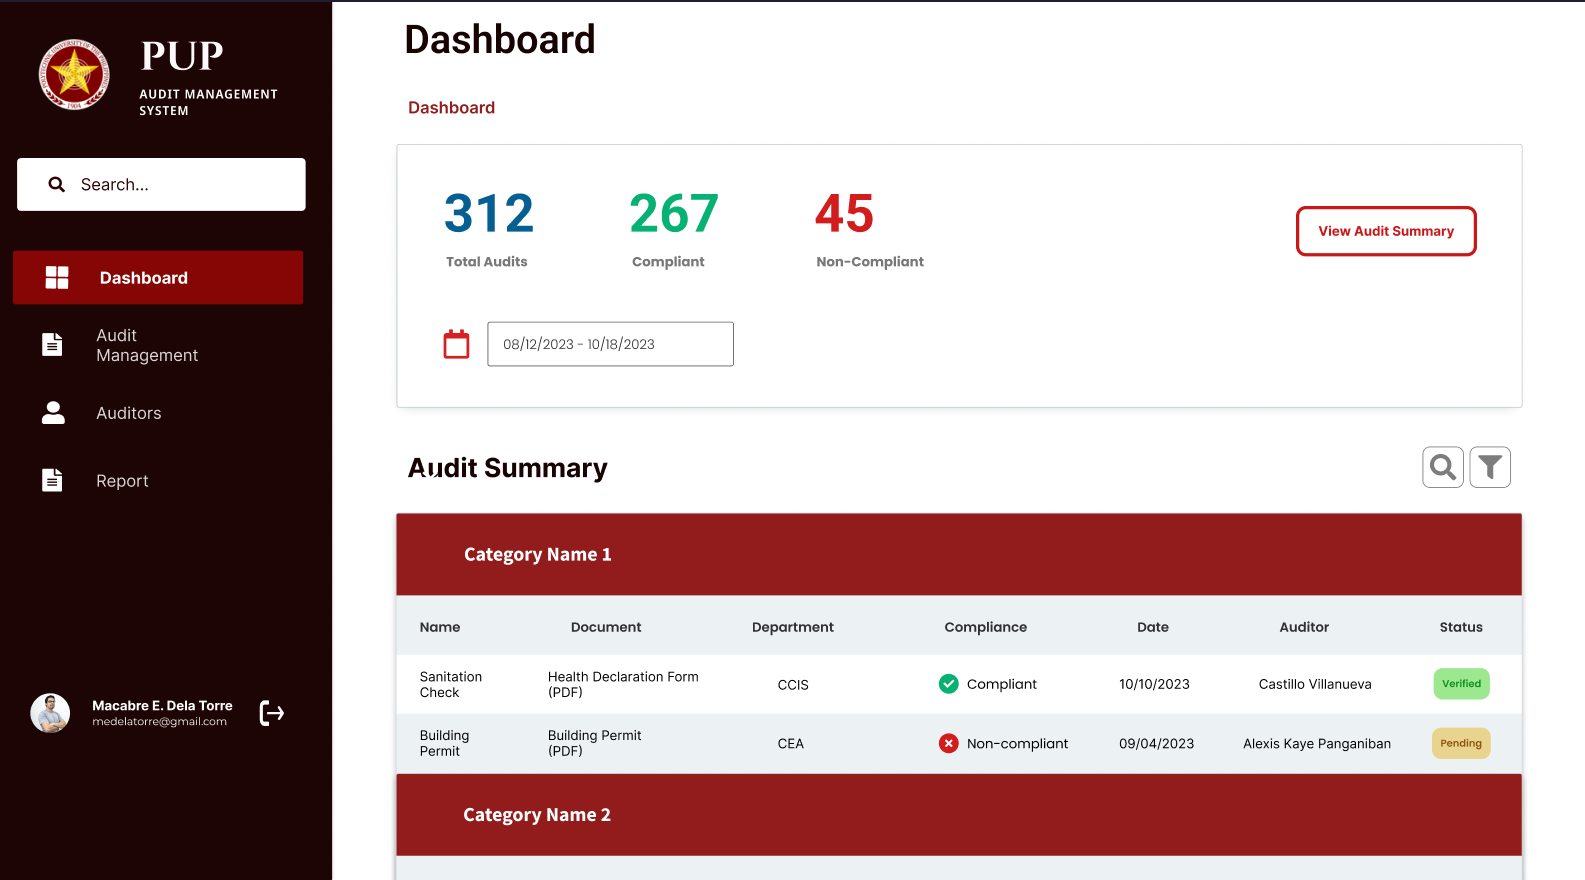 PUP
AUDIT MANAGEMENT
SYSTEM
Search...
Dashboard
Audit
Management
Auditors
Report
Macabre E. Dela Torre
medelatorre@gmail.com
Dashboard
Dashboard
312
267
45
Total Audits
Compliant
Non-Compliant
View Audit Summary
08/12/2023 - 10/18/2023
Audit Summary
Category Name 1
Name Document Department Compliance Date Auditor Status
Sanitation
Check
Health Declaration Form
(PDF)
CCIS
Compliant
10/10/2023
Castillo Villanueva
Verified
Building
Permit
Building Permit
(PDF)
CEA
Non-compliant
09/04/2023
Alexis Kaye Panganiban
Pending
Category Name 2